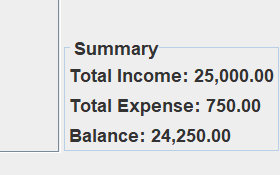 Summary
Total Income: 25,000.00
Total Expense: 750.00
Balance: 24,250.00